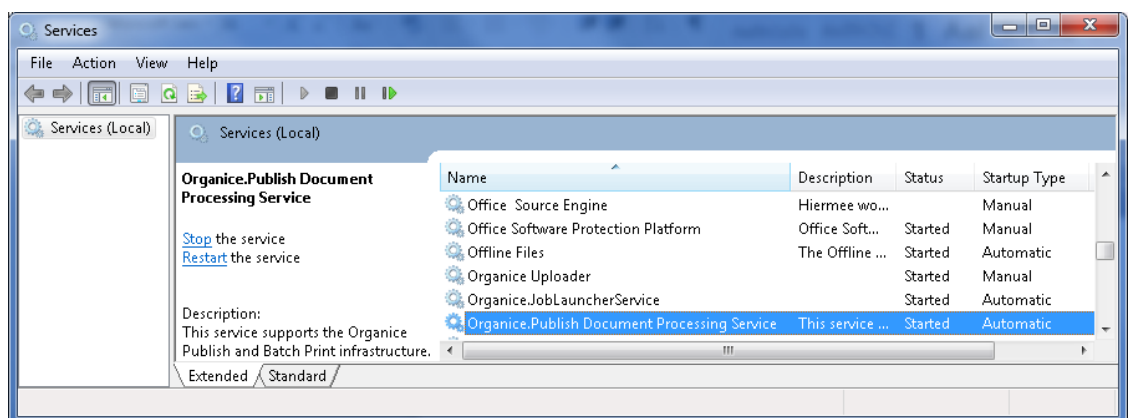 Services
File Action View Help
Services (Local)
Services (Local)
Organice.Publish Document
Processing Service
Stop the service
Restart the service
Description:
This service supports the Organice
Publish and Batch Print infrastructure.
Name Description Status Startup Type
Office  Source Engine Hiermee wo... Manual
Office Software Protection Platform Office Soft... Started Manual
Offline Files The Offline ... Started Automatic
Organice Uploader Started Manual
Organice.JobLauncherService Started Automatic
Organice.Publish Document Processing Service This service ... Started Automatic
Extended Standard